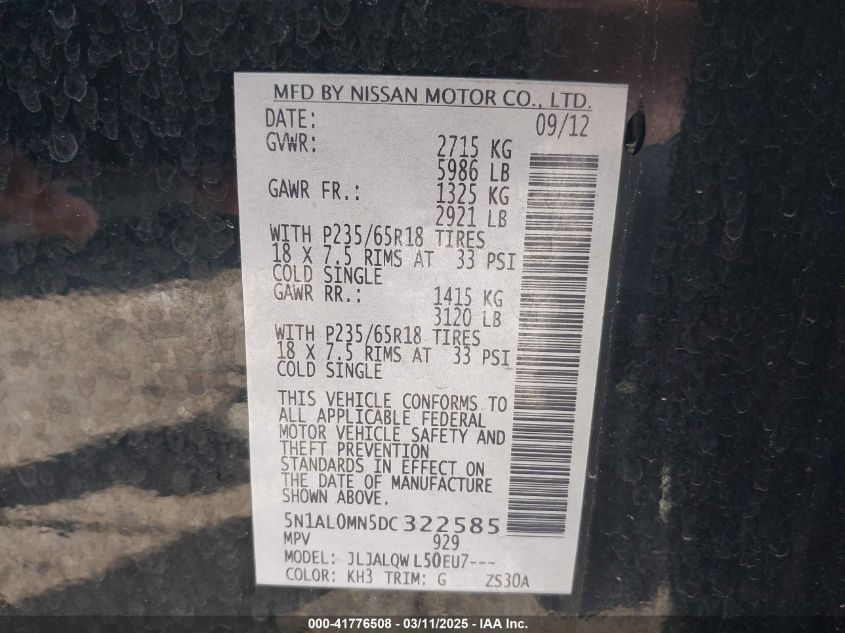 MFD BY NISSAN MOTOR CO., LTD.
DATE: 09/12
GVWR: 2715 KG
5986 LB
GAWR FR.: 1325 KG
2921 LB
WITH P235/65R18 TIRES
18 X 7.5 RIMS AT 33 PSI
COLD SINGLE
GAWR RR.: 1415 KG
3120 LB
WITH P235/65R18 TIRES
18 X 7.5 RIMS AT 33 PSI
COLD SINGLE
THIS VEHICLE CONFORMS TO
ALL APPLICABLE FEDERAL
MOTOR VEHICLE SAFETY AND
THEFT PREVENTION
STANDARDS IN EFFECT ON
THE DATE OF MANUFACTURE
SHOWN ABOVE.
5N1AL0MN5DC322585
MPV 929
MODEL: JLJALQWL50EU7---
COLOR: KH3 TRIM: G ZS30A
000-41776508 - 03/11/2025 - IAA Inc.